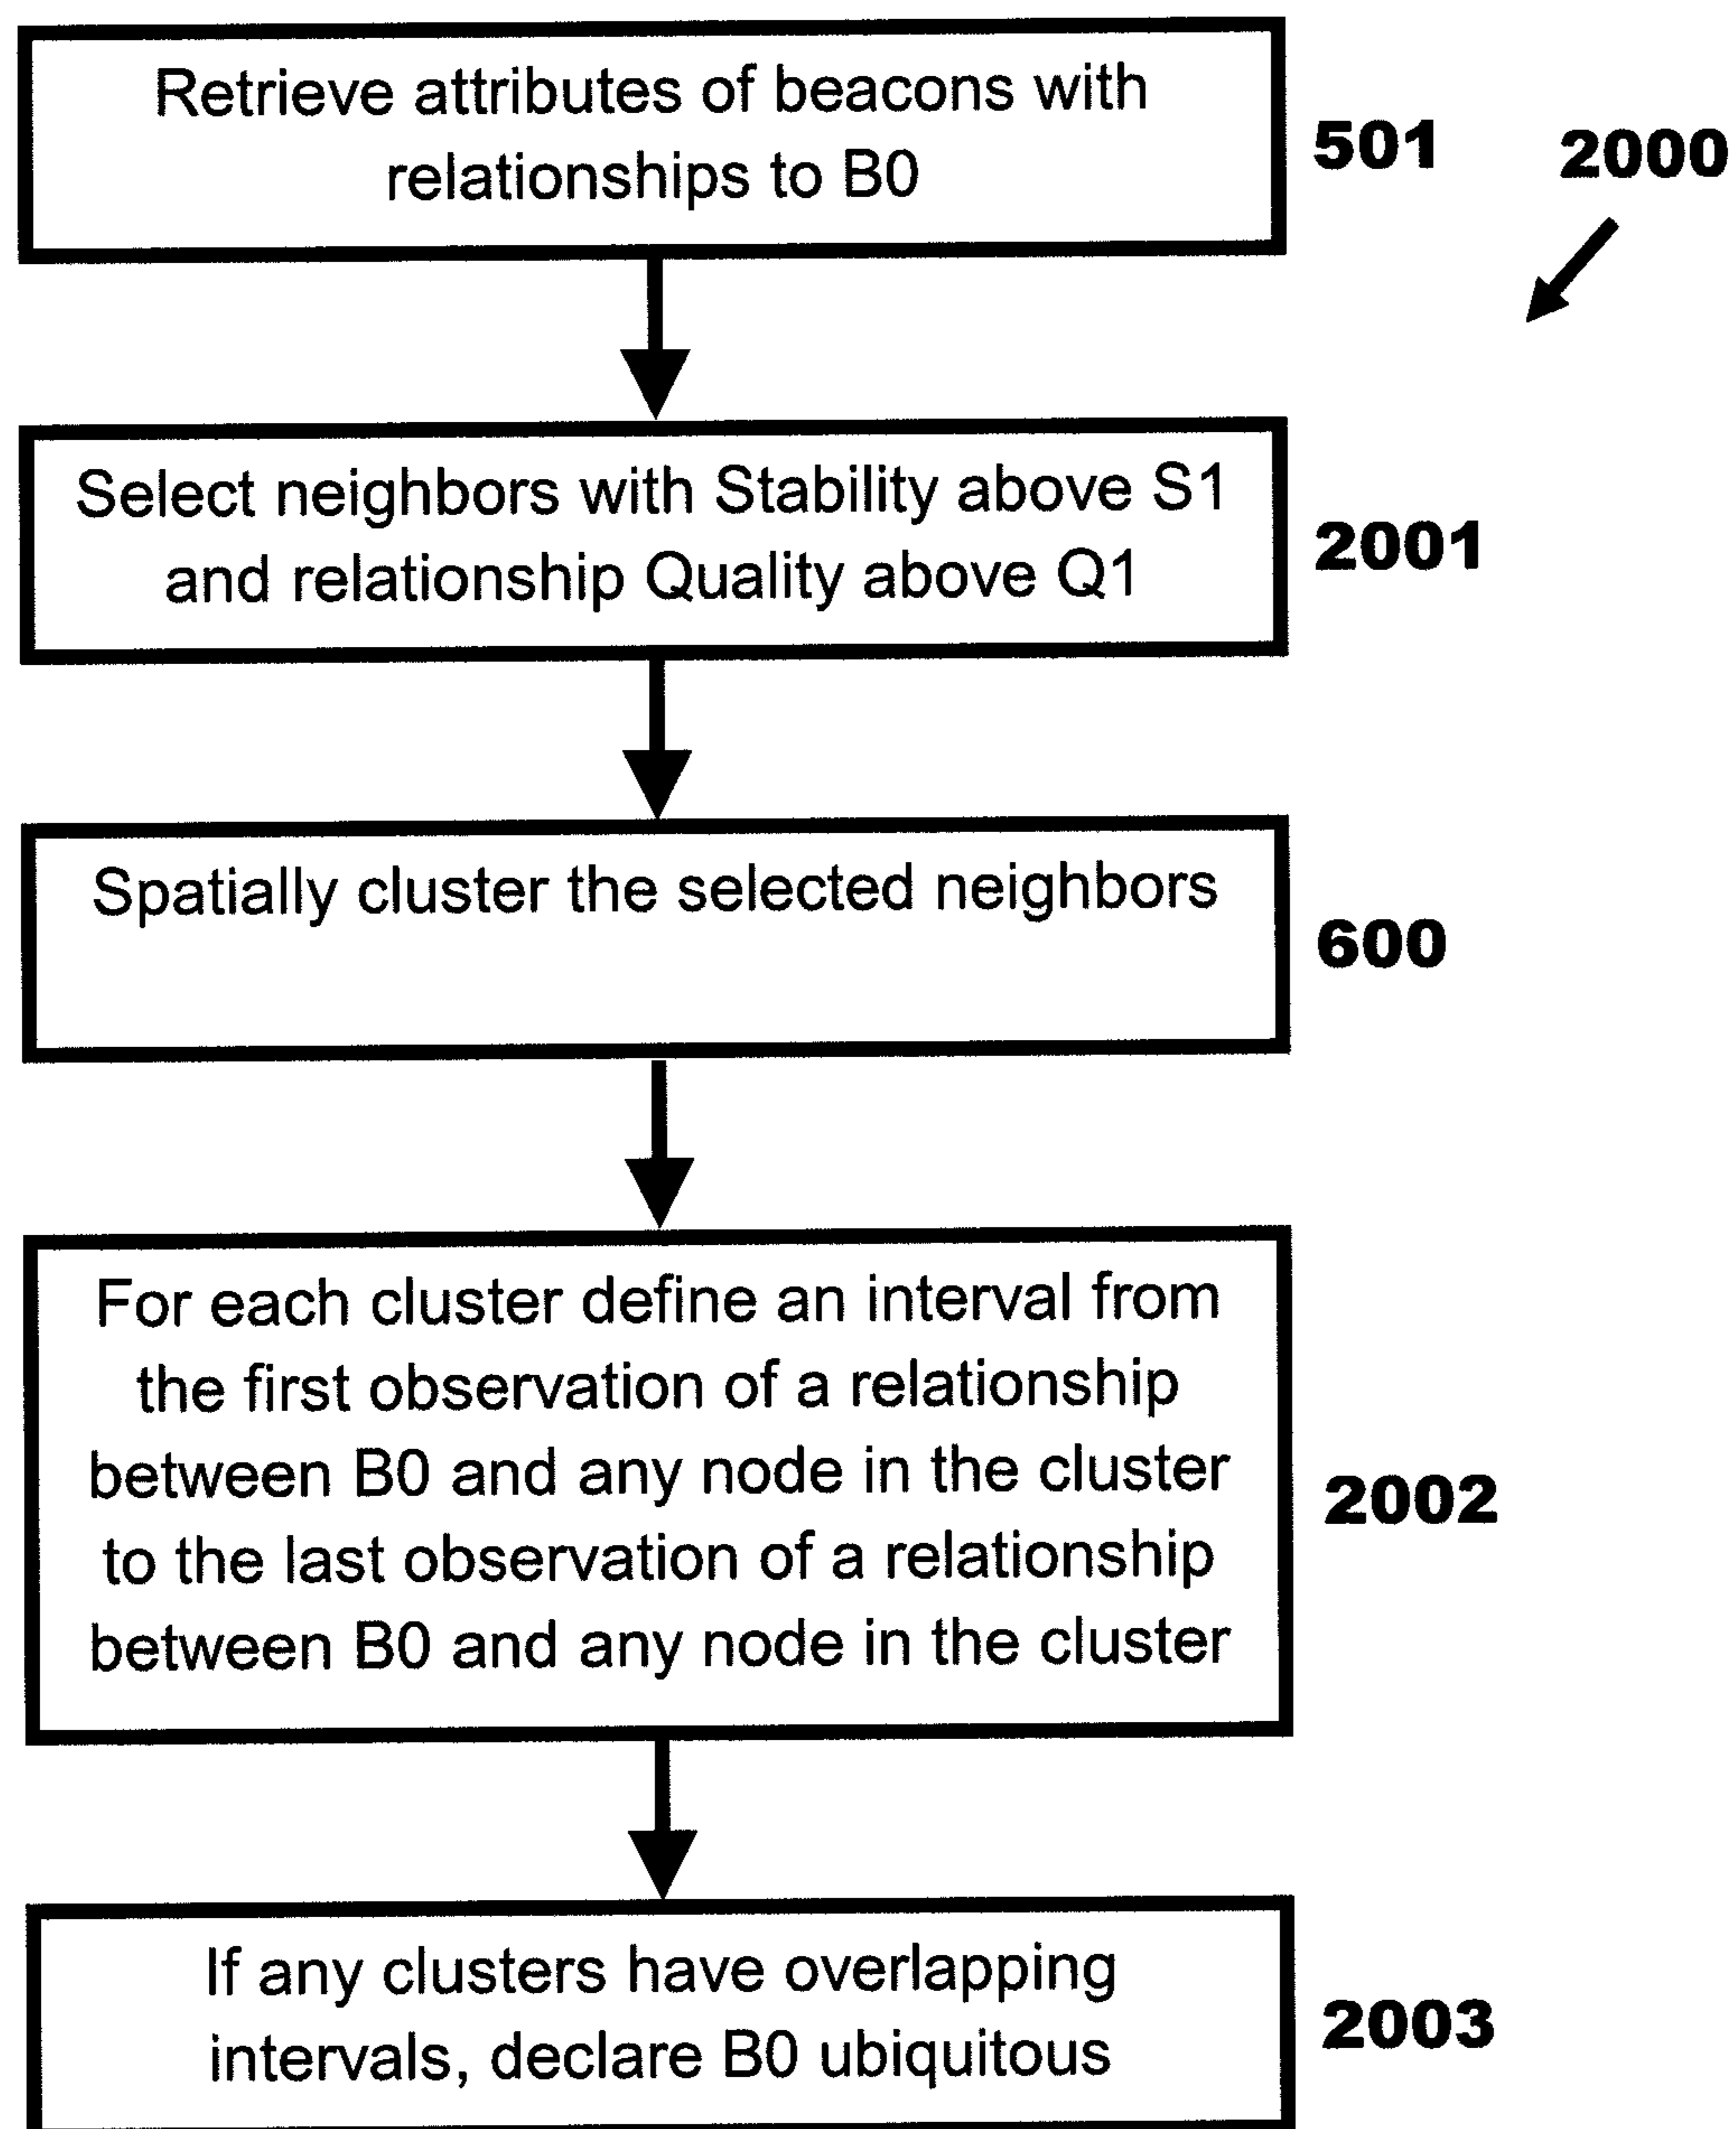 Retrieve attributes of beacons with
relationships to B0
501
2000
Select neighbors with Stability above S1
and relationship Quality above Q1
2001
Spatially cluster the selected neighbors
600
For each cluster define an interval from
the first observation of a relationship
between B0 and any node in the cluster
to the last observation of a relationship
between B0 and any node in the cluster
2002
If any clusters have overlapping
intervals, declare B0 ubiquitous
2003